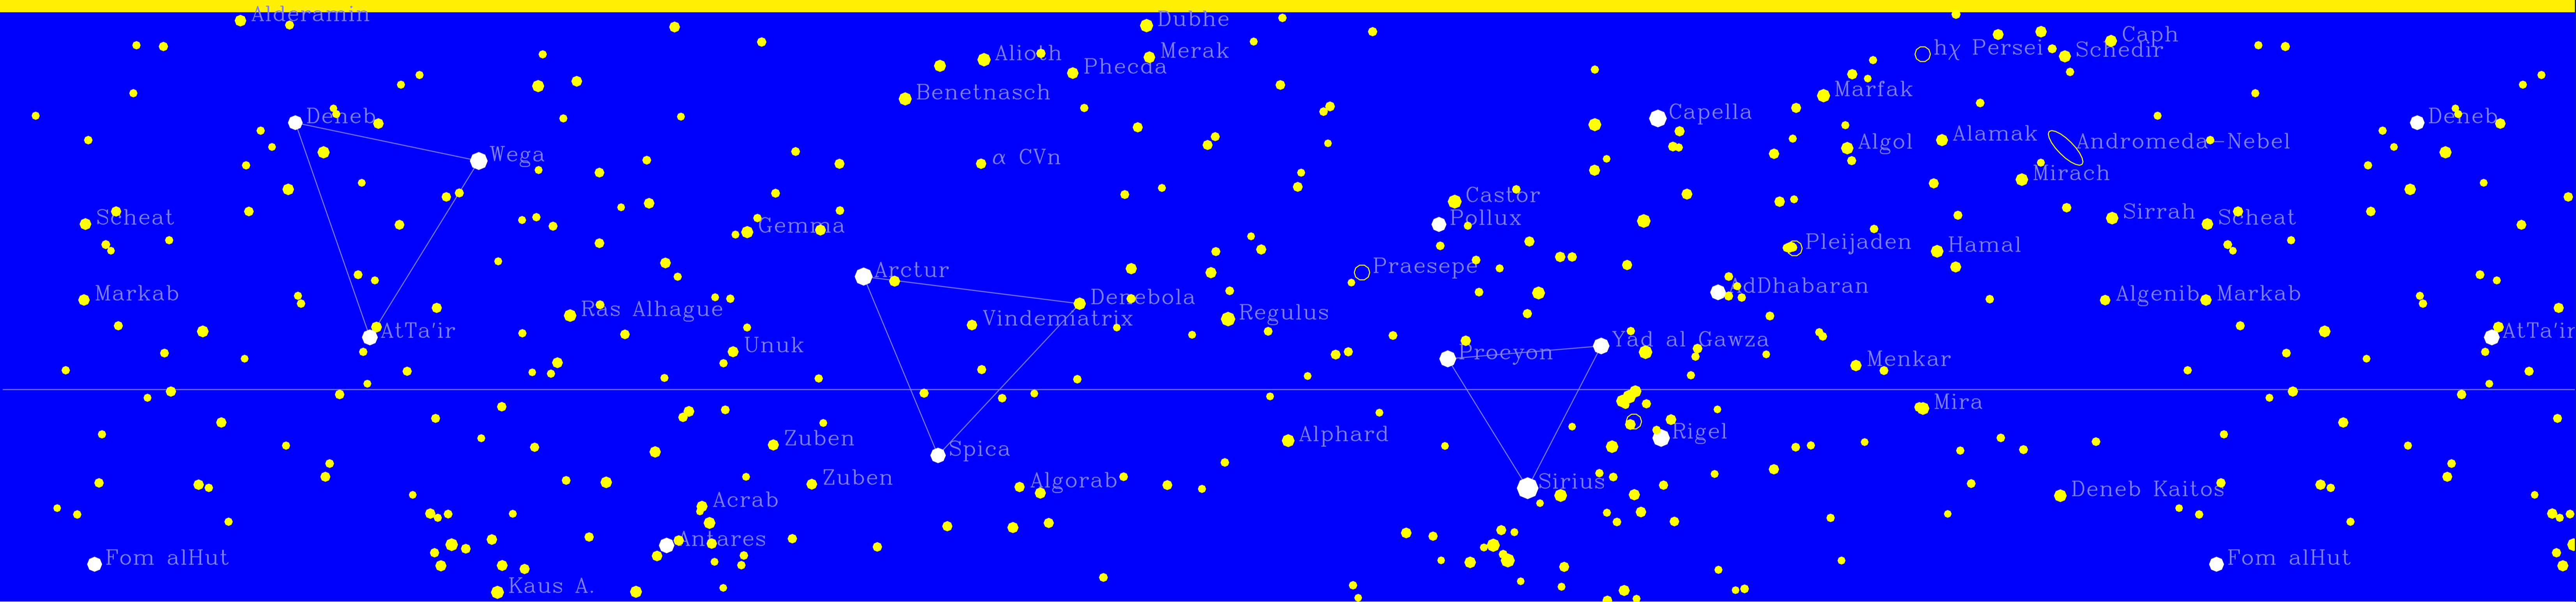 Alderamin
Dubhe
Alioth
Merak
Phecda
Benetnasch
hχ Persei
Caph
Schedir
Marfak
Deneb
Capella
Deneb
Wega
α CVn
Algol
Alamak
Andromeda-Nebel
Mirach
Castor
Scheat
Gemma
Pollux
Sirrah
Scheat
Pleijaden
Hamal
Arctur
Praesepe
AdDhabaran
Markab
Denebola
Algenib
Markab
Ras Alhague
Vindemiatrix
Regulus
AtTa'ir
Unuk
Procyon
Yad al Gawza
Menkar
AtTa'ir
Mira
Zuben
Alphard
Rigel
Spica
Zuben
Algorab
Sirius
Deneb Kaitos
Acrab
Antares
Fom alHut
Fom alHut
Kaus A.